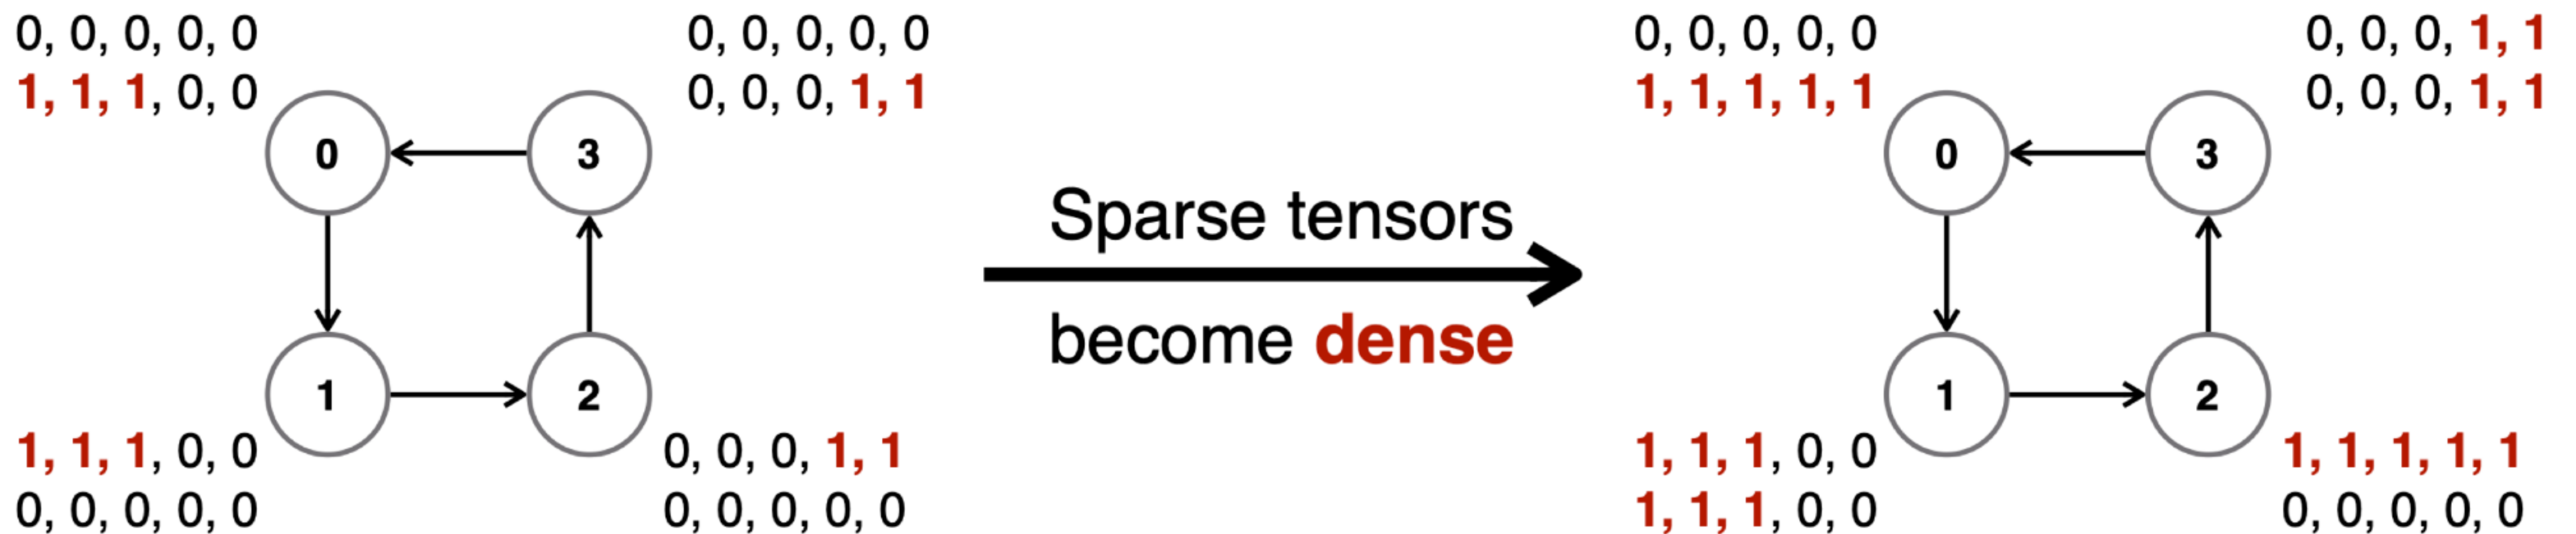 0, 0, 0, 0, 0
1, 1, 1, 0, 0
0
0, 0, 0, 0, 0
0, 0, 0, 1, 1
3
1
1, 1, 1, 0, 0
0, 0, 0, 0, 0
2
0, 0, 0, 1, 1
0, 0, 0, 0, 0
Sparse tensors
become dense
0, 0, 0, 0, 0
1, 1, 1, 1, 1
0
0, 0, 0, 1, 1
0, 0, 0, 1, 1
3
1
1, 1, 1, 0, 0
1, 1, 1, 0, 0
2
1, 1, 1, 1, 1
0, 0, 0, 0, 0